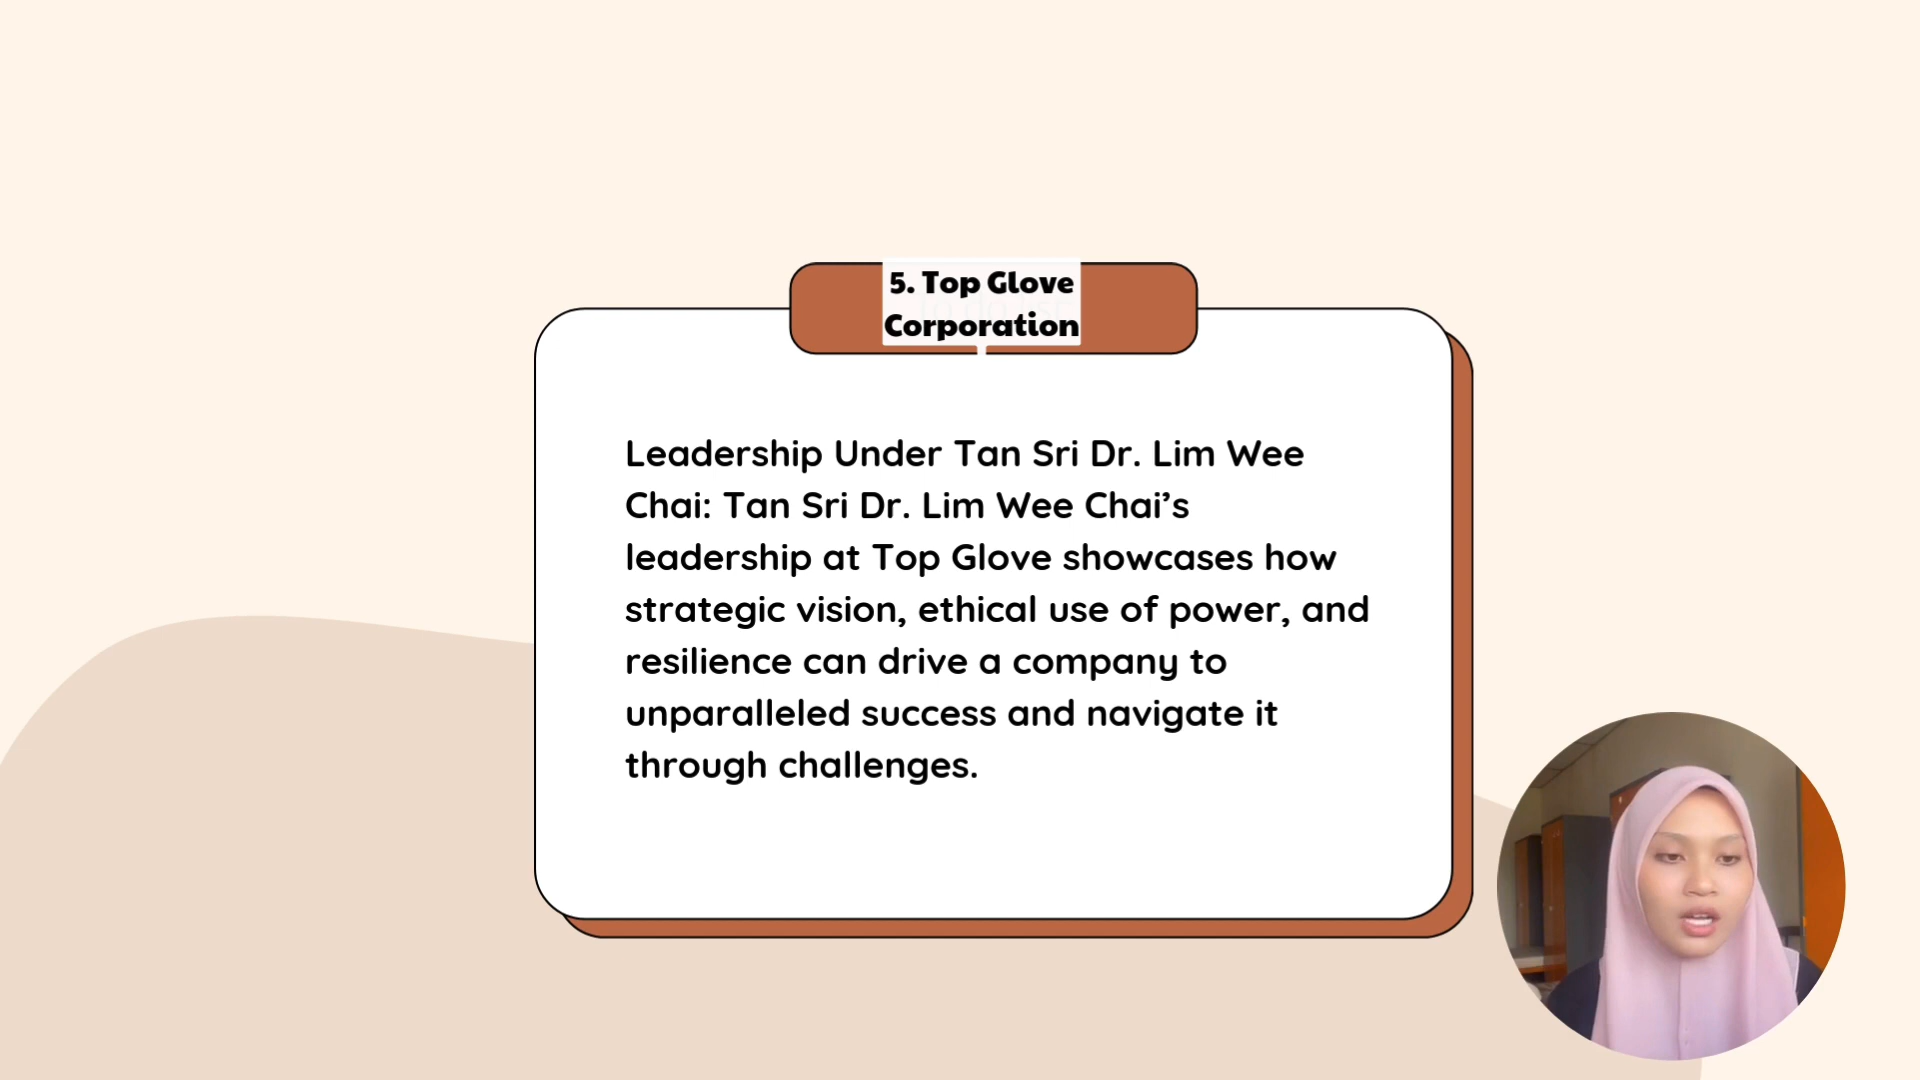 5. Top Glove
Corporation
Leadership Under Tan Sri Dr. Lim Wee
Chai: Tan Sri Dr. Lim Wee Chai’s
leadership at Top Glove showcases how
strategic vision, ethical use of power, and
resilience can drive a company to
unparalleled success and navigate it
through challenges.